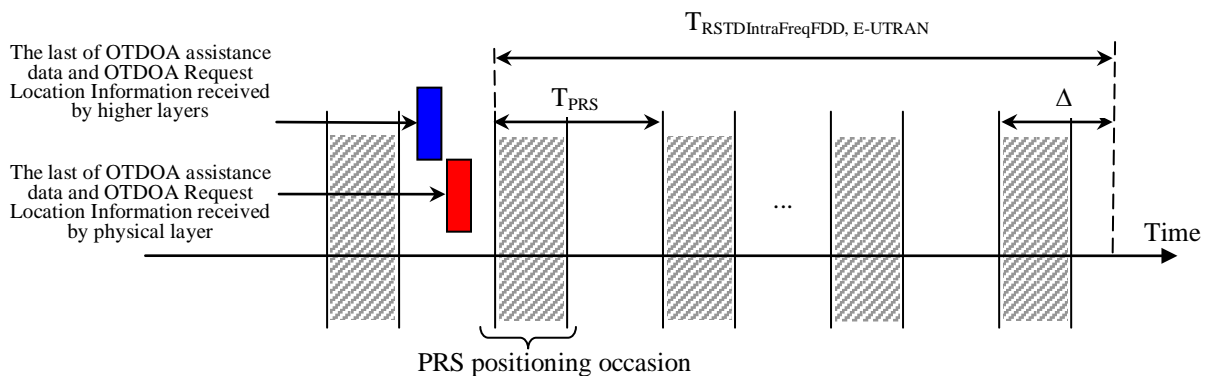 T_RSTDIntraFreqFDD, E-UTRAN
The last of OTDOA assistance
data and OTDOA Request
Location Information received
by higher layers
T_PRS
Δ
The last of OTDOA assistance
data and OTDOA Request
Location Information received
by physical layer
...
Time
PRS positioning occasion